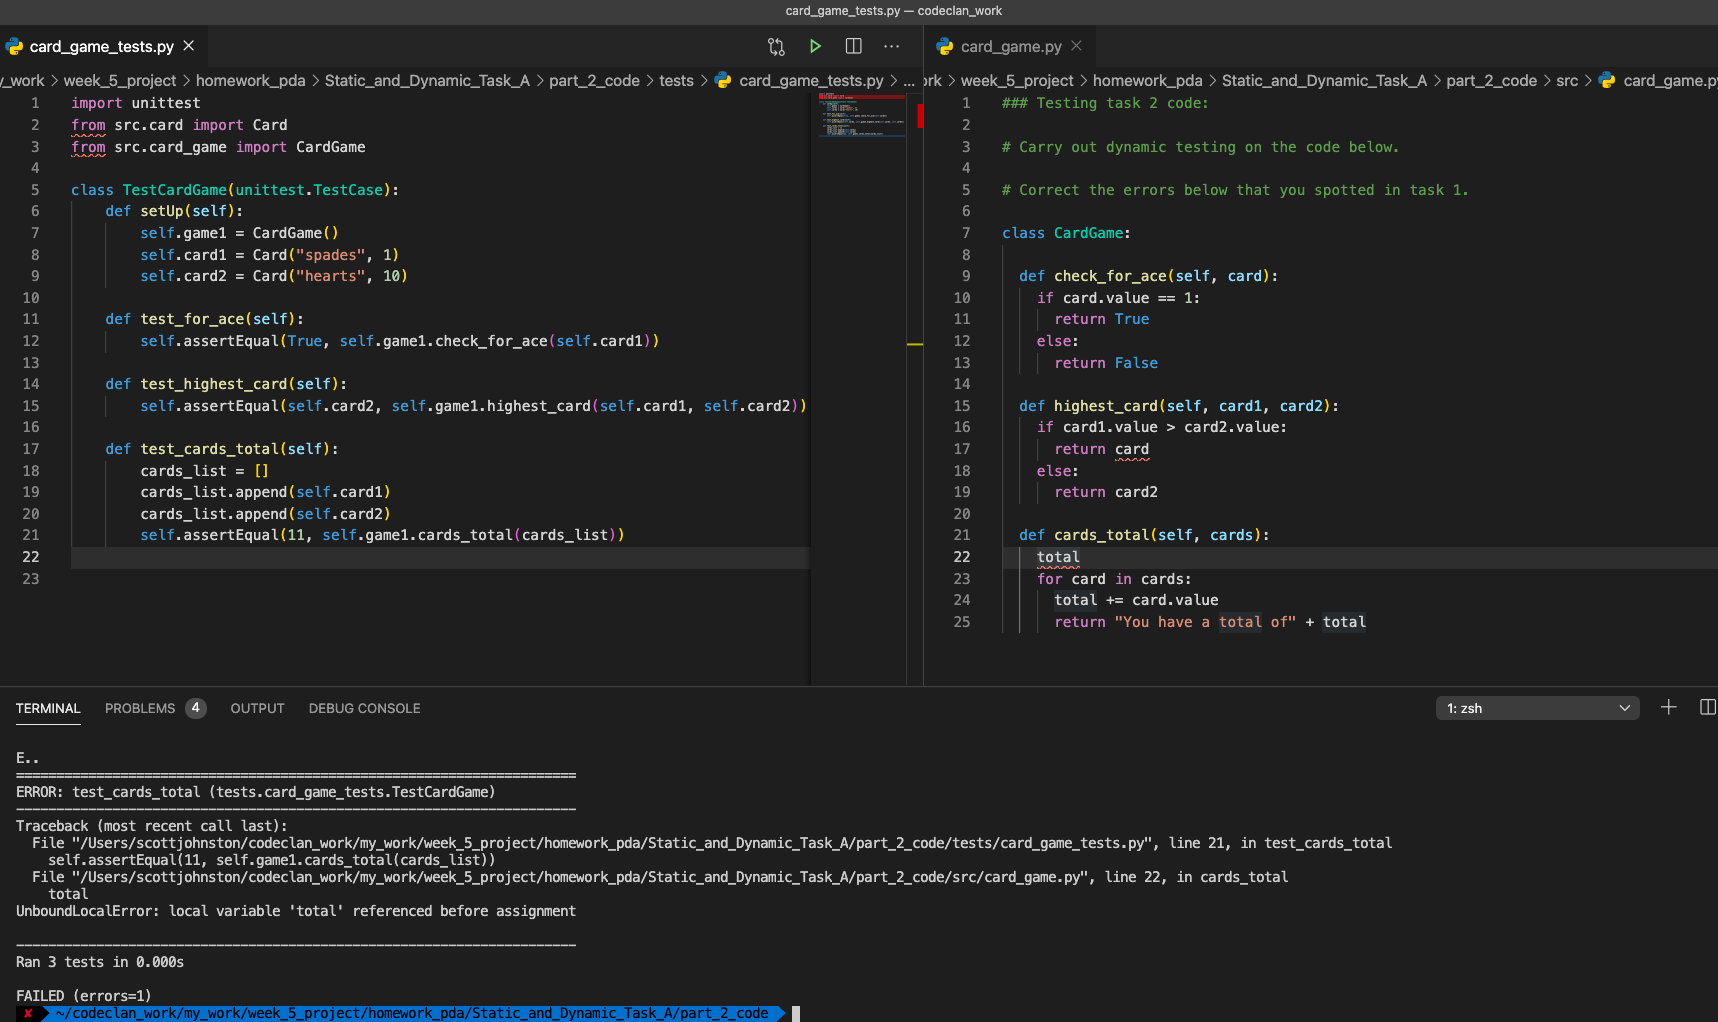 card_game_tests.py — codeclan_work
card_game_tests.py
card_game.py
y_work > week_5_project > homework_pda > Static_and_Dynamic_Task_A > part_2_code > tests > card_game_tests.py > ...
ork > week_5_project > homework_pda > Static_and_Dynamic_Task_A > part_2_code > src > card_game.py
1 import unittest
2 from src.card import Card
3 from src.card_game import CardGame
4
5 class TestCardGame(unittest.TestCase):
6     def setUp(self):
7         self.game1 = CardGame()
8         self.card1 = Card("spades", 1)
9         self.card2 = Card("hearts", 10)
10
11     def test_for_ace(self):
12         self.assertEqual(True, self.game1.check_for_ace(self.card1))
13
14     def test_highest_card(self):
15         self.assertEqual(self.card2, self.game1.highest_card(self.card1, self.card2))
16
17     def test_cards_total(self):
18         cards_list = []
19         cards_list.append(self.card1)
20         cards_list.append(self.card2)
21         self.assertEqual(11, self.game1.cards_total(cards_list))
22
23
1 ### Testing task 2 code:
2
3 # Carry out dynamic testing on the code below.
4
5 # Correct the errors below that you spotted in task 1.
6
7 class CardGame:
8
9   def check_for_ace(self, card):
10     if card.value == 1:
11       return True
12     else:
13       return False
14
15   def highest_card(self, card1, card2):
16     if card1.value > card2.value:
17       return card
18     else:
19       return card2
20
21   def cards_total(self, cards):
22     total
23     for card in cards:
24       total += card.value
25       return "You have a total of" + total
TERMINAL PROBLEMS 4 OUTPUT DEBUG CONSOLE
1: zsh
E..
======================================================================
ERROR: test_cards_total (tests.card_game_tests.TestCardGame)
----------------------------------------------------------------------
Traceback (most recent call last):
  File "/Users/scottjohnston/codeclan_work/my_work/week_5_project/homework_pda/Static_and_Dynamic_Task_A/part_2_code/tests/card_game_tests.py", line 21, in test_cards_total
    self.assertEqual(11, self.game1.cards_total(cards_list))
  File "/Users/scottjohnston/codeclan_work/my_work/week_5_project/homework_pda/Static_and_Dynamic_Task_A/part_2_code/src/card_game.py", line 22, in cards_total
    total
UnboundLocalError: local variable 'total' referenced before assignment
----------------------------------------------------------------------
Ran 3 tests in 0.000s
FAILED (errors=1)
✘ ~/codeclan_work/my_work/week_5_project/homework_pda/Static_and_Dynamic_Task_A/part_2_code